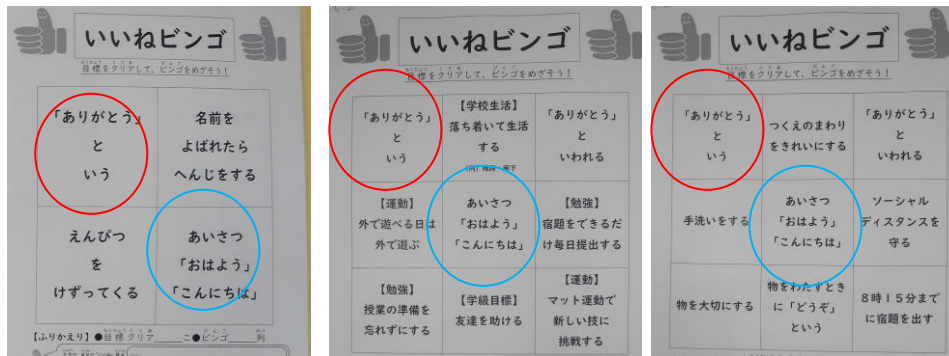 いいねビンゴ
目標をクリアして、ビンゴをめざそう!
「ありがとう」
と
いう
名前を
よばれたら
へんじをする
えんぴつ
を
けずってくる
あいさつ
「おはよう」
「こんにちは」
【ふりかえり】●目標クリア____こ●ビンゴ____列
いいねビンゴ
目標をクリアして、ビンゴをめざそう!
「ありがとう」
と
いう
【学校生活】
落ち着いて生活
する
「ありがとう」
と
いわれる
【運動】
外で遊べる日は
外で遊ぶ
あいさつ
「おはよう」
「こんにちは」
【勉強】
宿題をできるだ
け毎日提出する
【勉強】
授業の準備を
忘れずにする
【学級目標】
友達を助ける
【運動】
マット運動で
新しい技に
挑戦する
いいねビンゴ
目標をクリアして、ビンゴをめざそう!
「ありがとう」
と
いう
つくえのまわり
をきれいにする
「ありがとう」
と
いわれる
手洗いをする
あいさつ
「おはよう」
「こんにちは」
ソーシャル
ディスタンスを
守る
物を大切にする
物をわたすとき
に「どうぞ」
という
8時15分まで
に宿題を出す